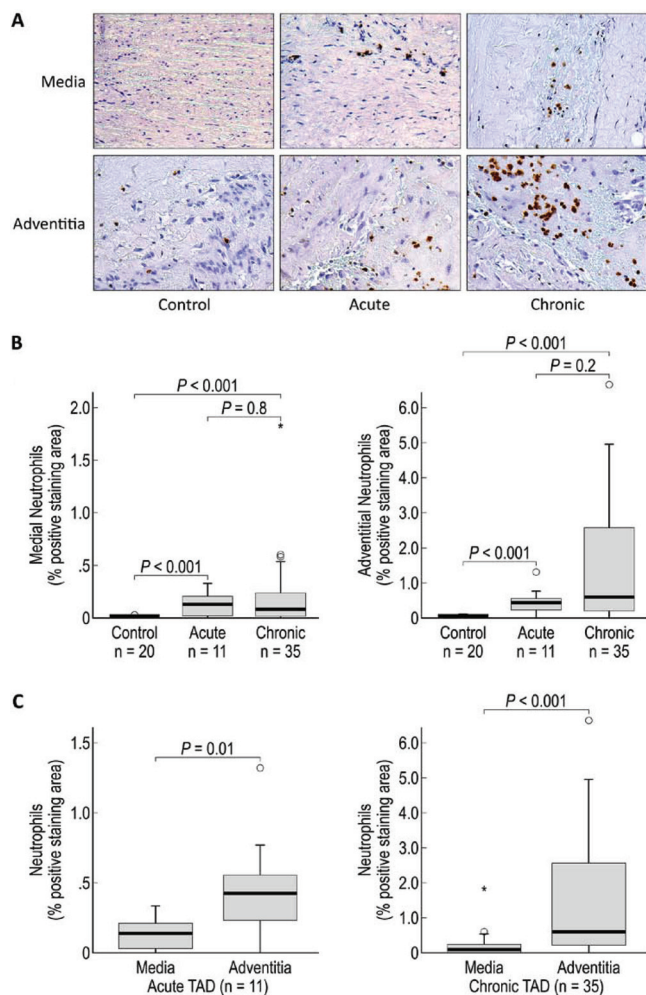 A
Media
Adventitia
Control
Acute
Chronic
B
P < 0.001
P = 0.8
P < 0.001
2.0
1.5
1.0
.5
0
Medial Neutrophils
(% positive staining area)
Control
n = 20
Acute
n = 11
Chronic
n = 35
P < 0.001
P = 0.2
P < 0.001
6.0
5.0
4.0
3.0
2.0
1.0
0
Adventitial Neutrophils
(% positive staining area)
Control
n = 20
Acute
n = 11
Chronic
n = 35
C
P = 0.01
1.5
1.0
.5
0
Neutrophils
(% positive staining area)
Media
Adventitia
Acute TAD (n = 11)
P < 0.001
6.0
5.0
4.0
3.0
2.0
1.0
0
Neutrophils
(% positive staining area)
Media
Adventitia
Chronic TAD (n = 35)